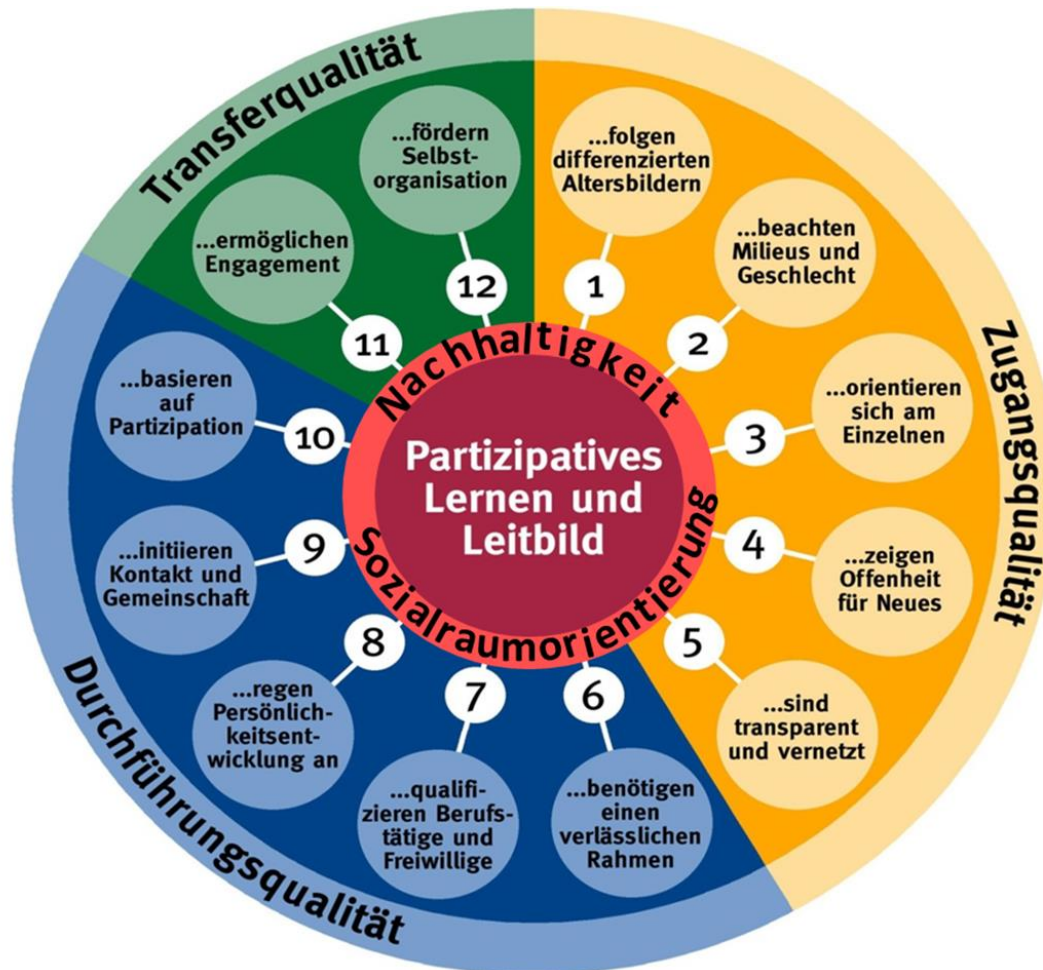 Transferqualität
Zugangsqualität
Durchführungsqualität
Nachhaltigkeit
Partizipatives
Lernen und
Leitbild
Sozialraumorientierung
1
...folgen
differenzierten
Altersbildern
2
...beachten
Milieus und
Geschlecht
3
...orientieren
sich am
Einzelnen
4
...zeigen
Offenheit
für Neues
5
...sind
transparent
und vernetzt
6
...benötigen
einen
verlässlichen
Rahmen
7
...qualifi-
zieren Berufs-
tätige und
Freiwillige
8
...regen
Persönlich-
keitsent-
wicklung an
9
...initiieren
Kontakt und
Gemeinschaft
10
...basieren
auf
Partizipation
11
...ermöglichen
Engagement
12
...fördern
Selbst-
organisation